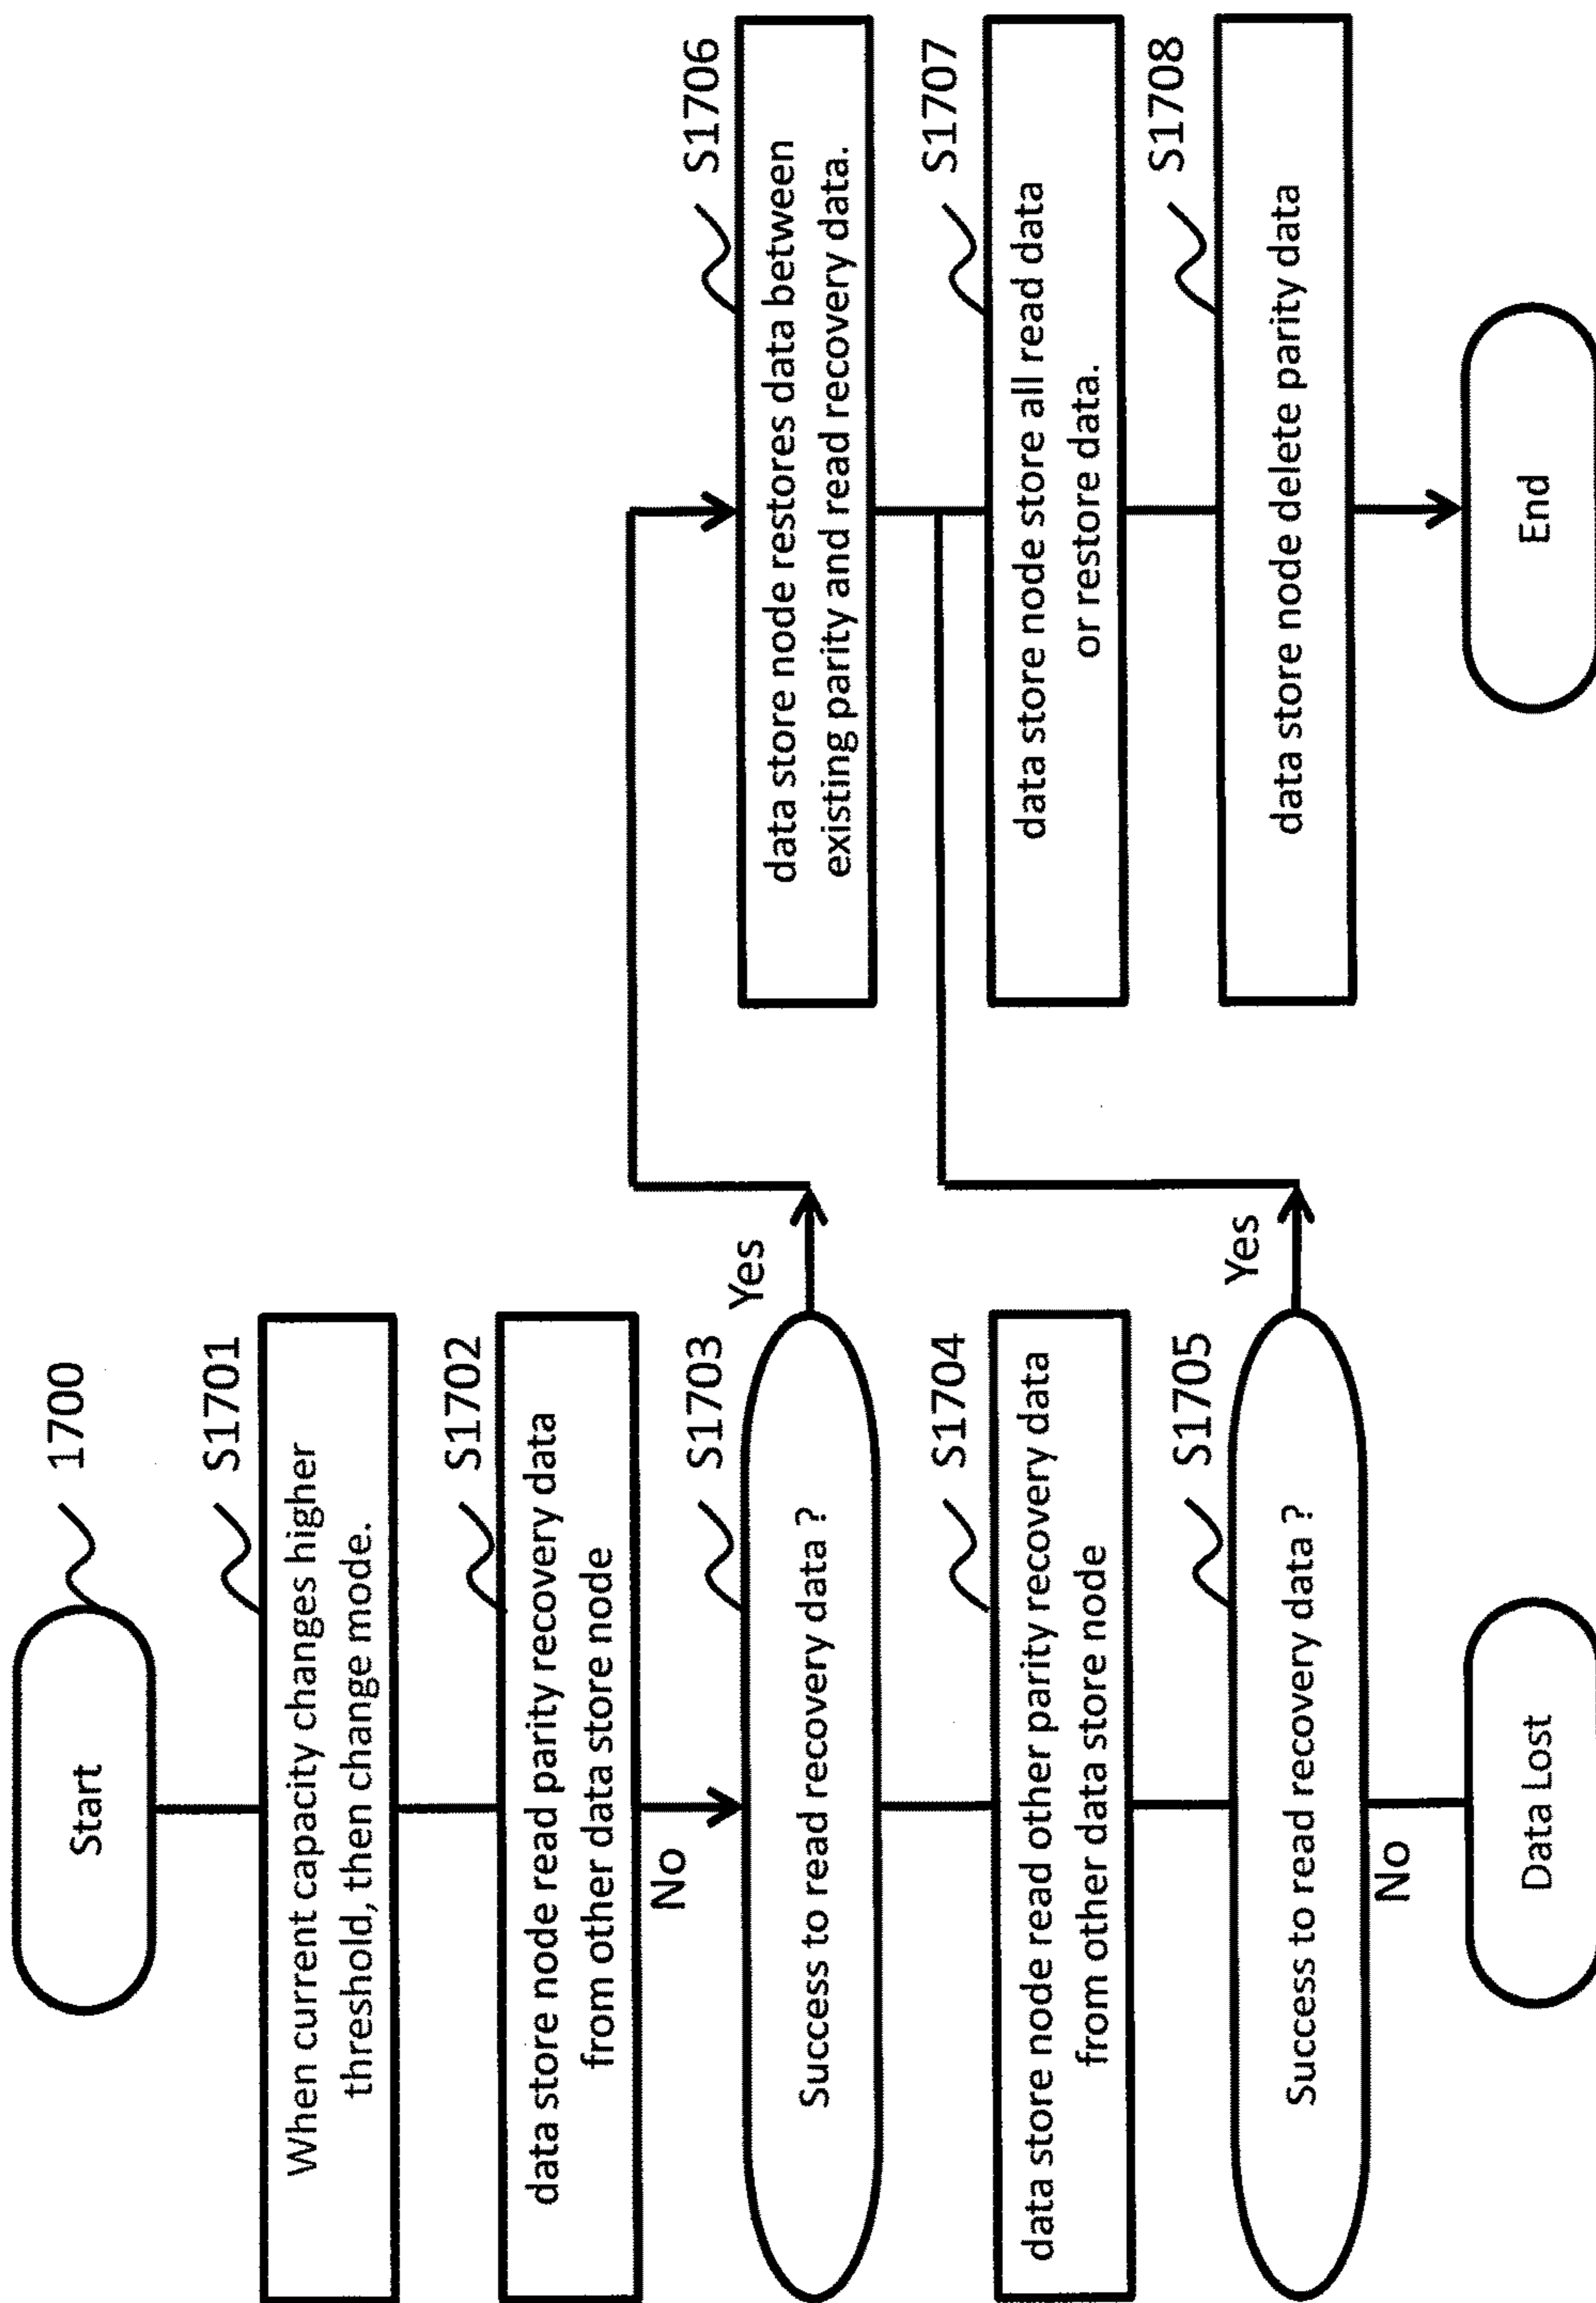 Start
1700
S1701
When current capacity changes higher
threshold, then change mode.
S1702
data store node read parity recovery data
from other data store node
No
S1703
Success to read recovery data ?
Yes
S1704
data store node read other parity recovery data
from other data store node
S1705
Success to read recovery data ?
Yes
No
Data Lost
S1706
data store node restores data between
existing parity and read recovery data.
S1707
data store node store all read data
or restore data.
S1708
data store node delete parity data
End